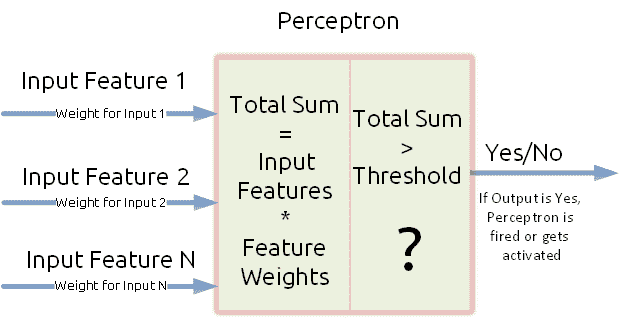 Perceptron
Input Feature 1
Weight for Input 1
Input Feature 2
Weight for Input 2
Input Feature N
Weight for Input N
Total Sum
=
Input
Features
*
Feature
Weights
Total Sum
>
Threshold
?
Yes/No
If Output is Yes,
Perceptron is
fired or gets
activated